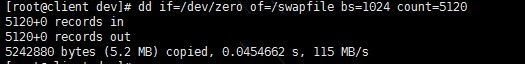 [root@client dev]# dd if=/dev/zero of=/swapfile bs=1024 count=5120
5120+0 records in
5120+0 records out
5242880 bytes (5.2 MB) copied, 0.0454662 s, 115 MB/s